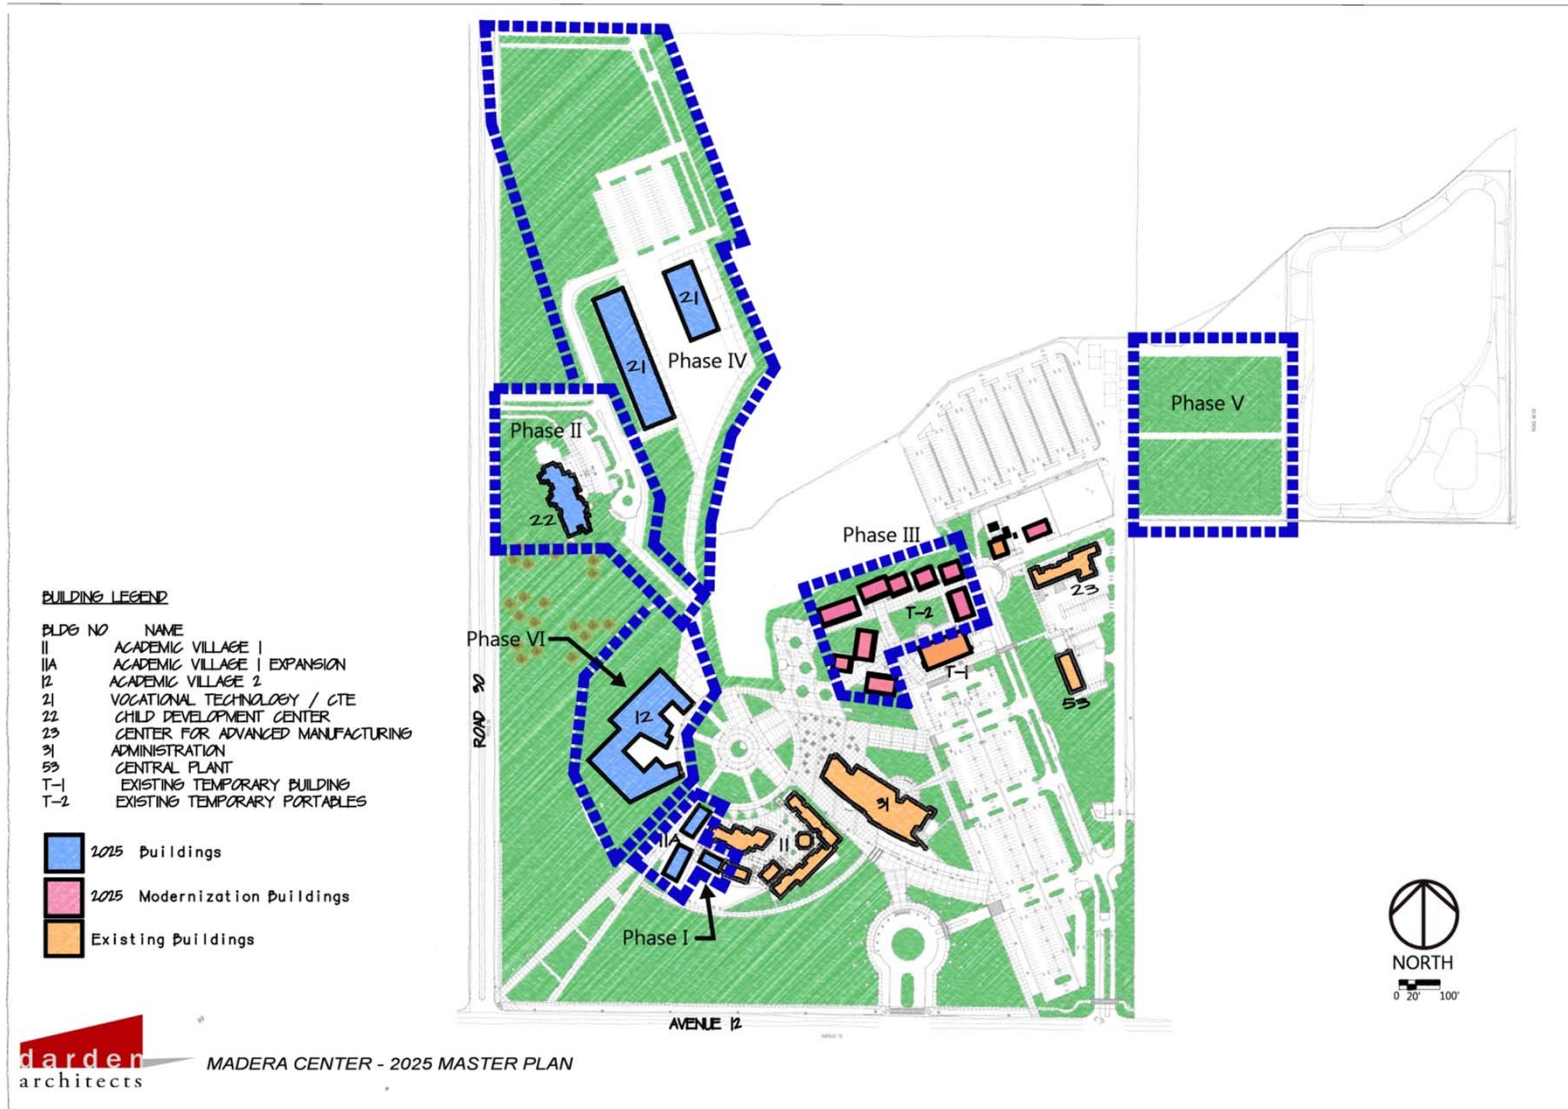 Phase IV
21
21
Phase V
Phase II
22
Phase III
T-2
23
T-1
53
BUILDING LEGEND
BLDG NO NAME
11 ACADEMIC VILLAGE 1
11A ACADEMIC VILLAGE 1 EXPANSION
12 ACADEMIC VILLAGE 2
21 VOCATIONAL TECHNOLOGY / CTE
22 CHILD DEVELOPMENT CENTER
23 CENTER FOR ADVANCED MANUFACTURING
31 ADMINISTRATION
53 CENTRAL PLANT
T-1 EXISTING TEMPORARY BUILDING
T-2 EXISTING TEMPORARY PORTABLES
2025 Buildings
2025 Modernization Buildings
Existing Buildings
ROAD 30
Phase VI
12
31
11A
11
Phase I
NORTH
0 20' 100'
AVENUE 12
AVENUE 12
darden
architects
MADERA CENTER - 2025 MASTER PLAN